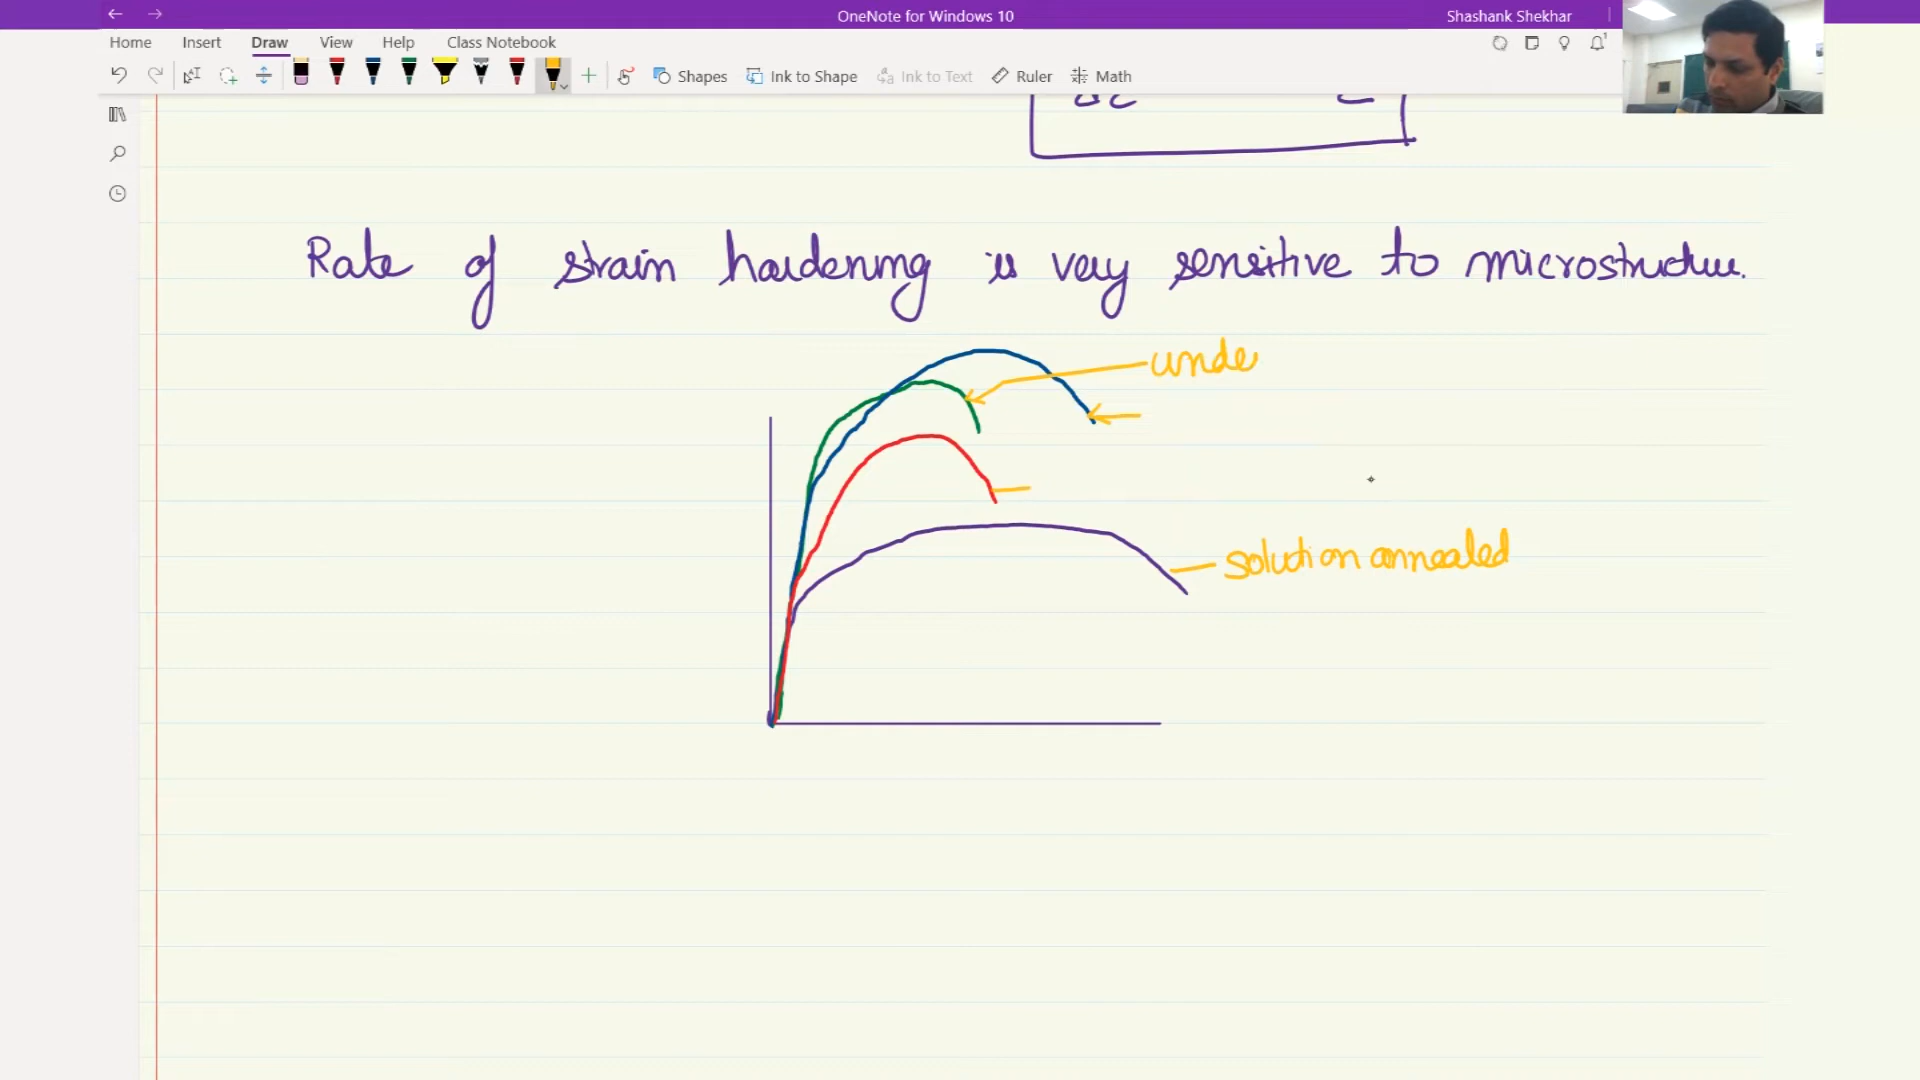 OneNote for Windows 10
Shashank Shekhar
Home Insert Draw View Help Class Notebook
Shapes Ink to Shape Ink to Text Ruler Math
Rate of strain hardening is very sensitive to microstructure.
unde
solution annealed